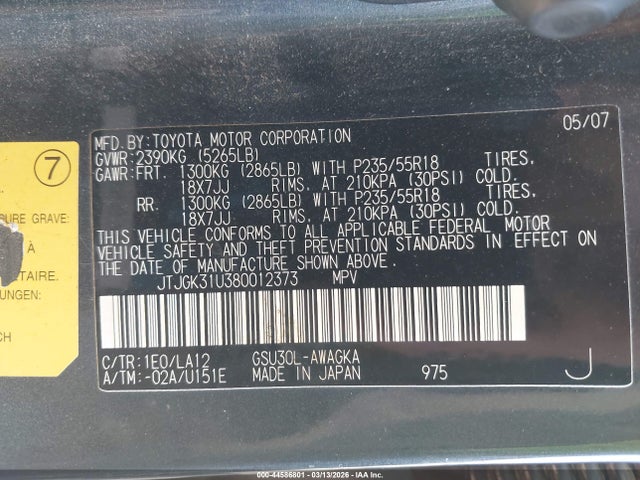 05/07
MFD.BY:TOYOTA MOTOR CORPORATION
GVWR:2390KG (5265LB)
GAWR:FRT. 1300KG (2865LB) WITH P235/55R18 TIRES.
18X7JJ RIMS. AT 210KPA (30PSI) COLD.
RR. 1300KG (2865LB) WITH P235/55R18 TIRES.
18X7JJ RIMS. AT 210KPA (30PSI) COLD.
THIS VEHICLE CONFORMS TO ALL APPLICABLE FEDERAL MOTOR
VEHICLE SAFETY AND THEFT PREVENTION STANDARDS IN EFFECT ON
THE DATE OF MANUFACTURE SHOWN ABOVE.
JTJGK31U380012373 MPV
C/TR:1E0/LA12 GSU30L-AWAGKA
A/TM:-02A/U151E MADE IN JAPAN 975 J
7
SURE GRAVE:
À
ETAIRE.
UNGEN:
CH
©-44586801 - 03/13/2026 - IAA Inc.